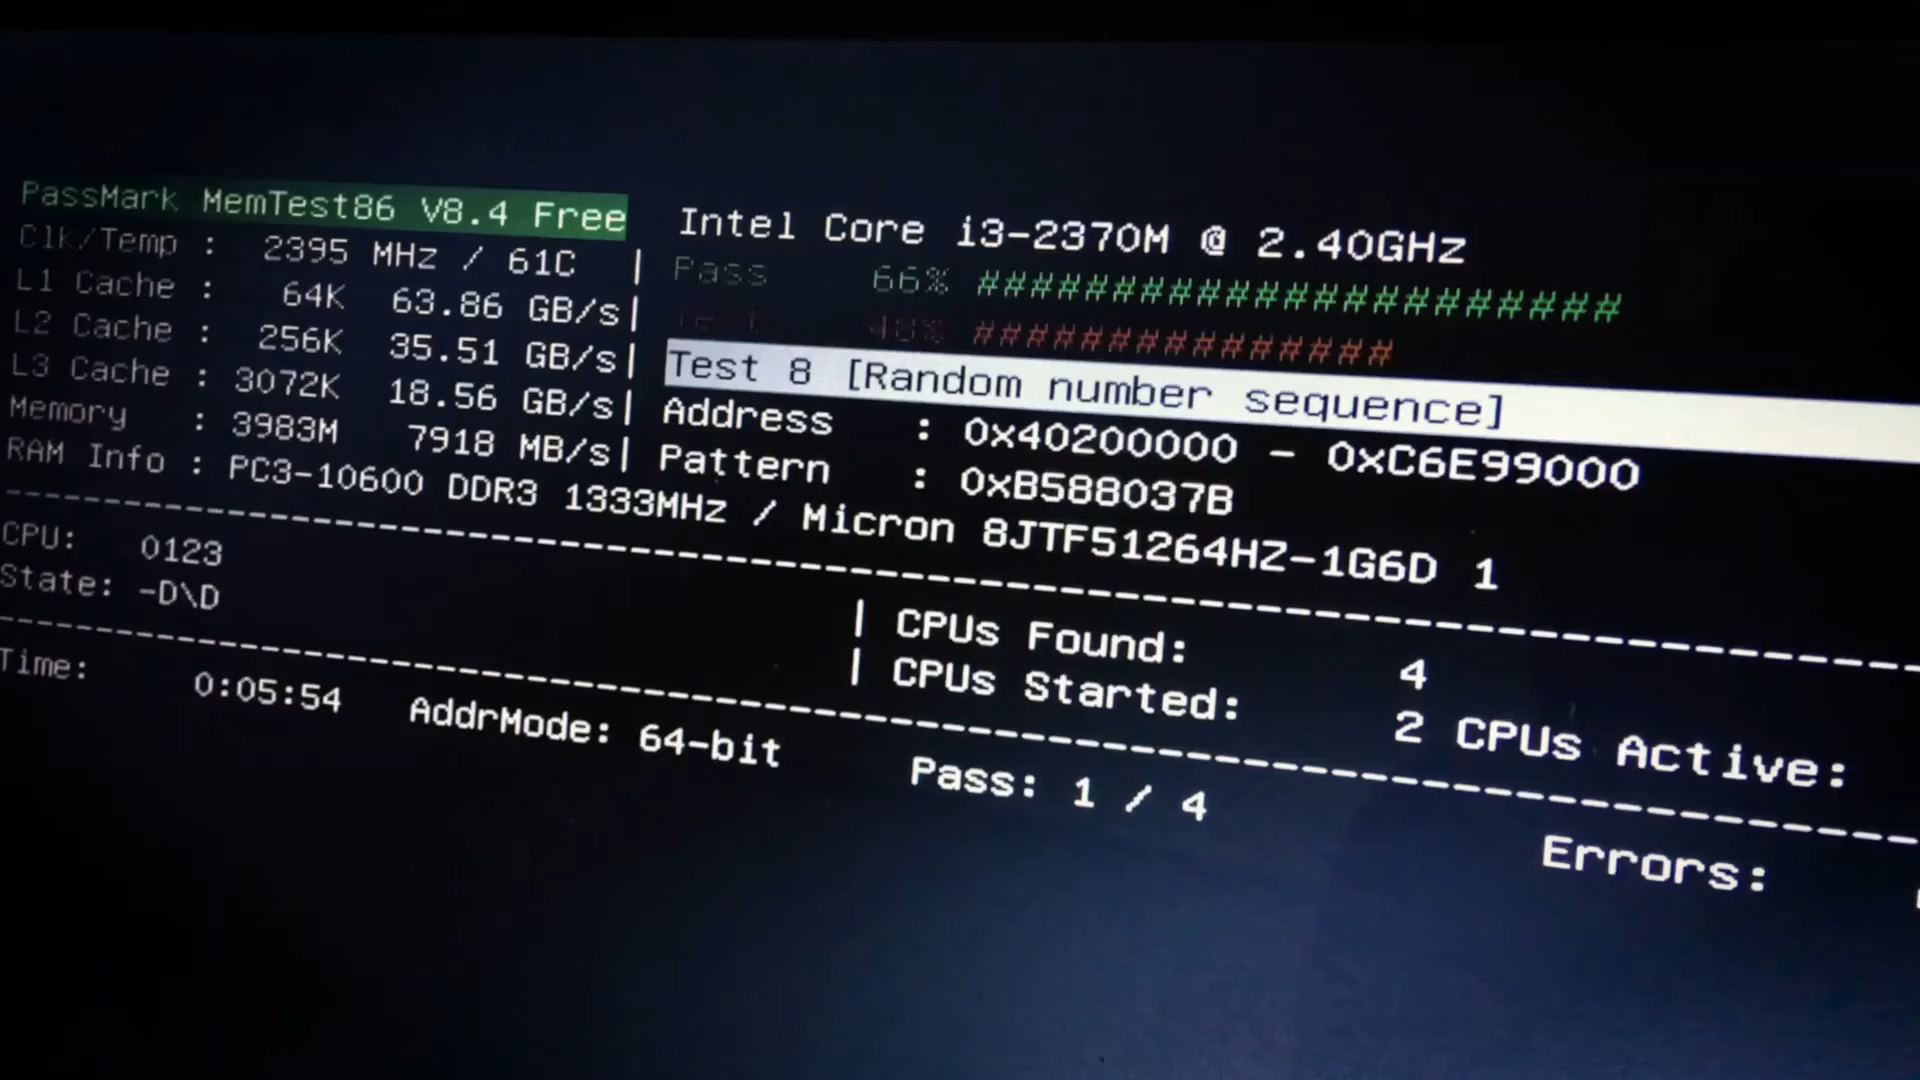 PassMark MemTest86 V8.4 Free Intel Core i3-2370M @ 2.40GHz
Clk/Temp : 2395 MHz / 61C | Pass 66% ########################
L1 Cache : 64K 63.86 GB/s| Test 48% ################
L2 Cache : 256K 35.51 GB/s| Test 8 [Random number sequence]
L3 Cache : 3072K 18.56 GB/s| Address : 0x40200000 - 0xC6E99000
Memory : 3983M 7918 MB/s| Pattern : 0xB588037B
RAM Info : PC3-10600 DDR3 1333MHz / Micron 8JTF51264HZ-1G6D 1
CPU: 0123 | CPUs Found: 4
State: -D\D | CPUs Started: 2 CPUs Active:
Time: 0:05:54 AddrMode: 64-bit Pass: 1 / 4 Errors: